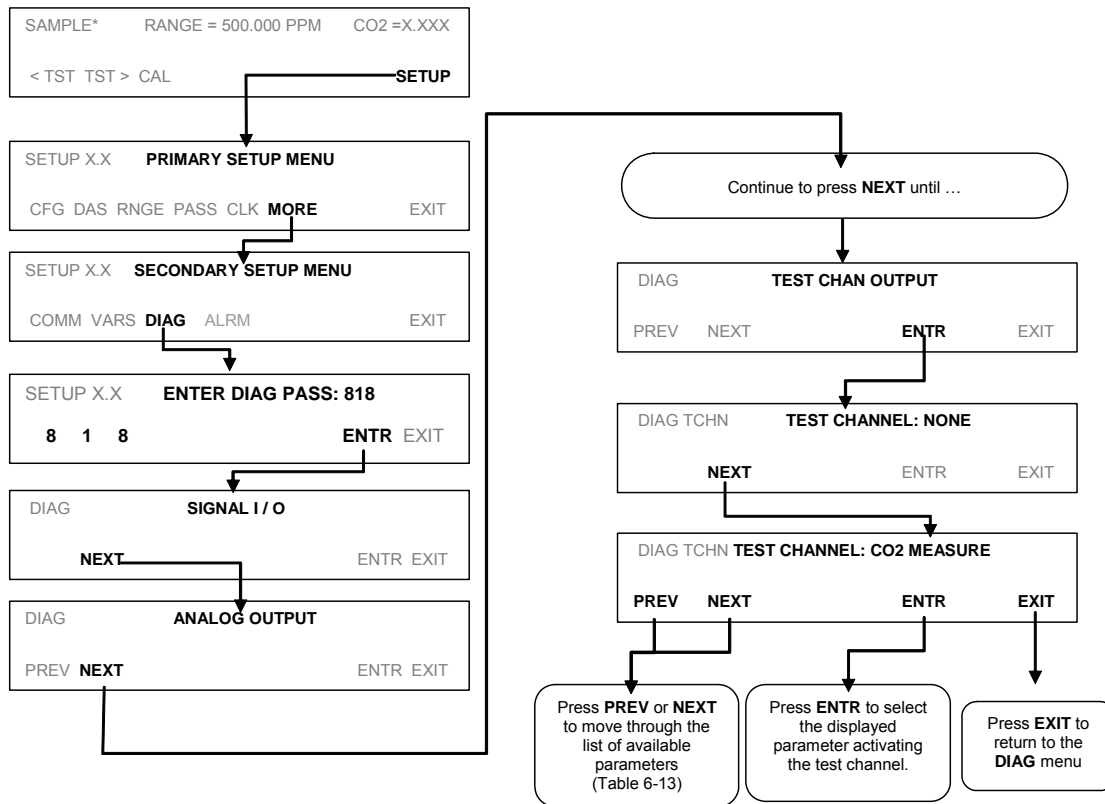 SAMPLE* RANGE = 500.000 PPM CO2 =X.XXX
< TST TST > CAL SETUP
SETUP X.X PRIMARY SETUP MENU
CFG DAS RNGE PASS CLK MORE EXIT
SETUP X.X SECONDARY SETUP MENU
COMM VARS DIAG ALRM EXIT
SETUP X.X ENTER DIAG PASS: 818
8 1 8 ENTR EXIT
DIAG SIGNAL I / O
NEXT ENTR EXIT
DIAG ANALOG OUTPUT
PREV NEXT ENTR EXIT
Continue to press NEXT until …
DIAG TEST CHAN OUTPUT
PREV NEXT ENTR EXIT
DIAG TCHN TEST CHANNEL: NONE
NEXT ENTR EXIT
DIAG TCHN TEST CHANNEL: CO2 MEASURE
PREV NEXT ENTR EXIT
Press PREV or NEXT
to move through the
list of available
parameters
(Table 6-13)
Press ENTR to select
the displayed
parameter activating
the test channel.
Press EXIT to
return to the
DIAG menu